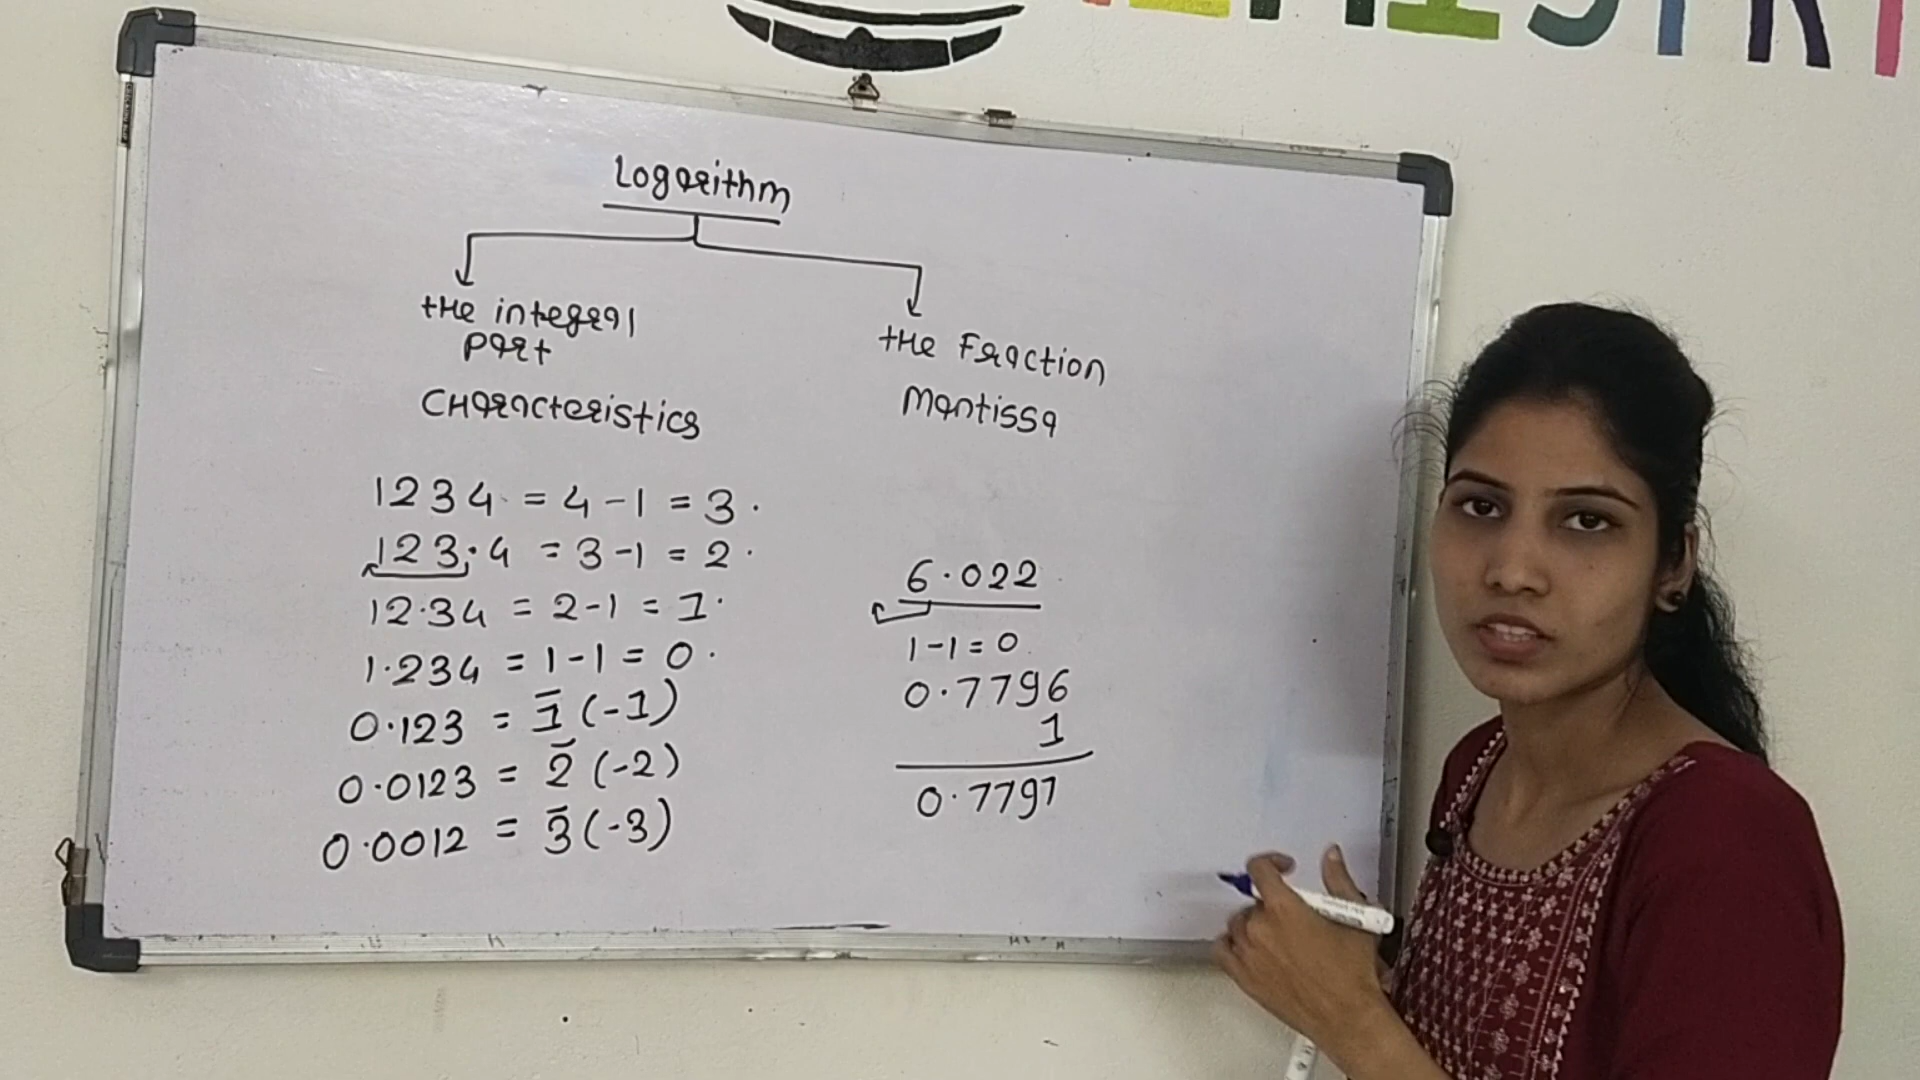 Logarithm
the integral
part
Characteristics
1234 = 4-1 = 3.
123.4 = 3-1 = 2.
12.34 = 2-1 = 1.
1.234 = 1-1 = 0.
0.123 = 1̄ (-1)
0.0123 = 2̄ (-2)
0.0012 = 3̄ (-3)
the Fraction
Mantissa
6.022
1-1=0
0.7796
1
0.7797